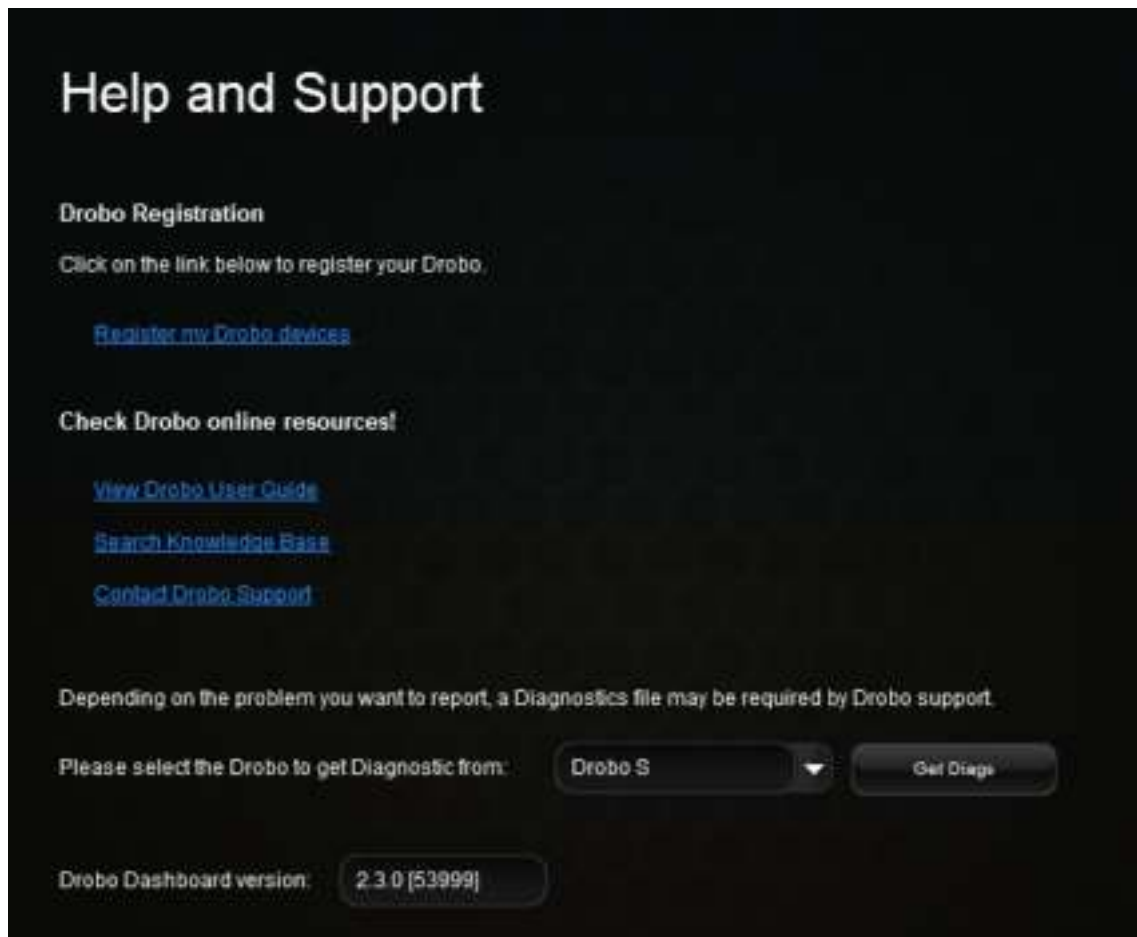 Help and Support
Drobo Registration
Click on the link below to register your Drobo.
Register my Drobo devices
Check Drobo online resources!
View Drobo User Guide
Search Knowledge Base
Contact Drobo Support
Depending on the problem you want to report, a Diagnostics file may be required by Drobo support.
Please select the Drobo to get Diagnostic from: Drobo S Get Diags
Drobo Dashboard version: 2.3.0 [53999]